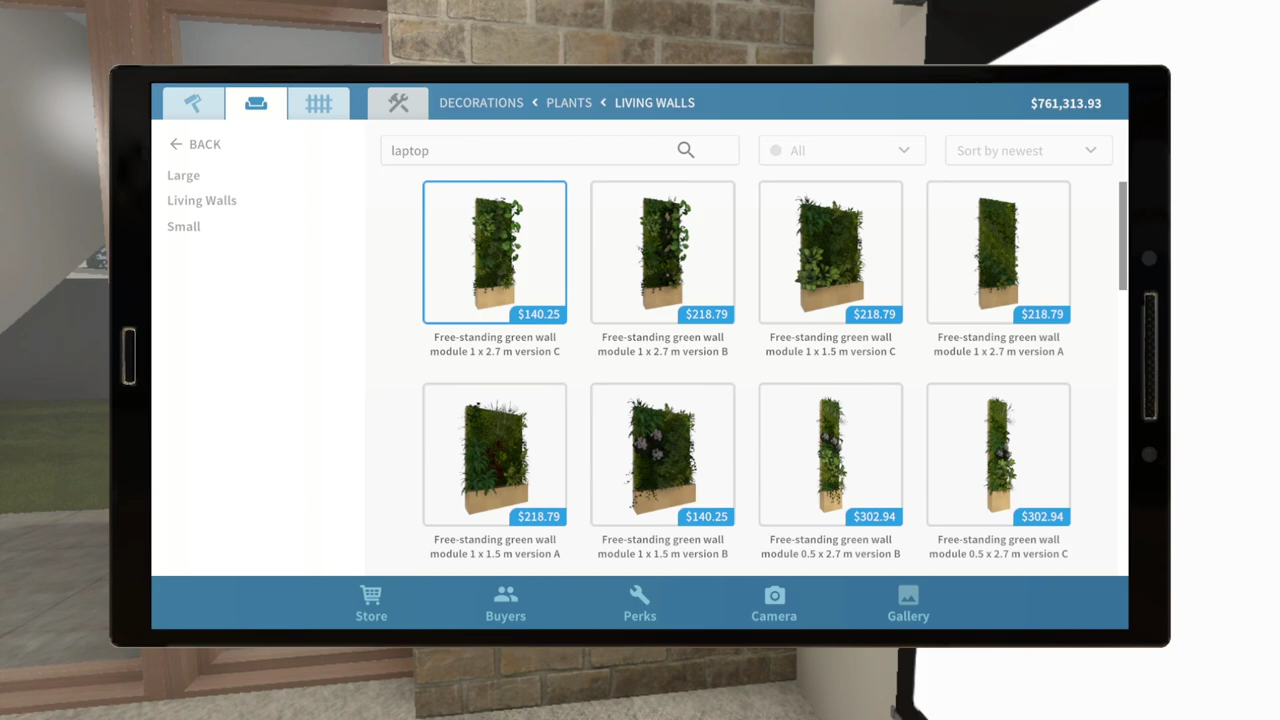 DECORATIONS < PLANTS < LIVING WALLS
$761,313.93
BACK
Large
Living Walls
Small
laptop
All
Sort by newest
$140.25
$218.79
$218.79
$218.79
Free-standing green wall
module 1 x 2.7 m version C
Free-standing green wall
module 1 x 2.7 m version B
Free-standing green wall
module 1 x 1.5 m version C
Free-standing green wall
module 1 x 2.7 m version A
$218.79
$140.25
$302.94
$302.94
Free-standing green wall
module 1 x 1.5 m version A
Free-standing green wall
module 1 x 1.5 m version B
Free-standing green wall
module 0.5 x 2.7 m version B
Free-standing green wall
module 0.5 x 2.7 m version C
Store
Buyers
Perks
Camera
Gallery